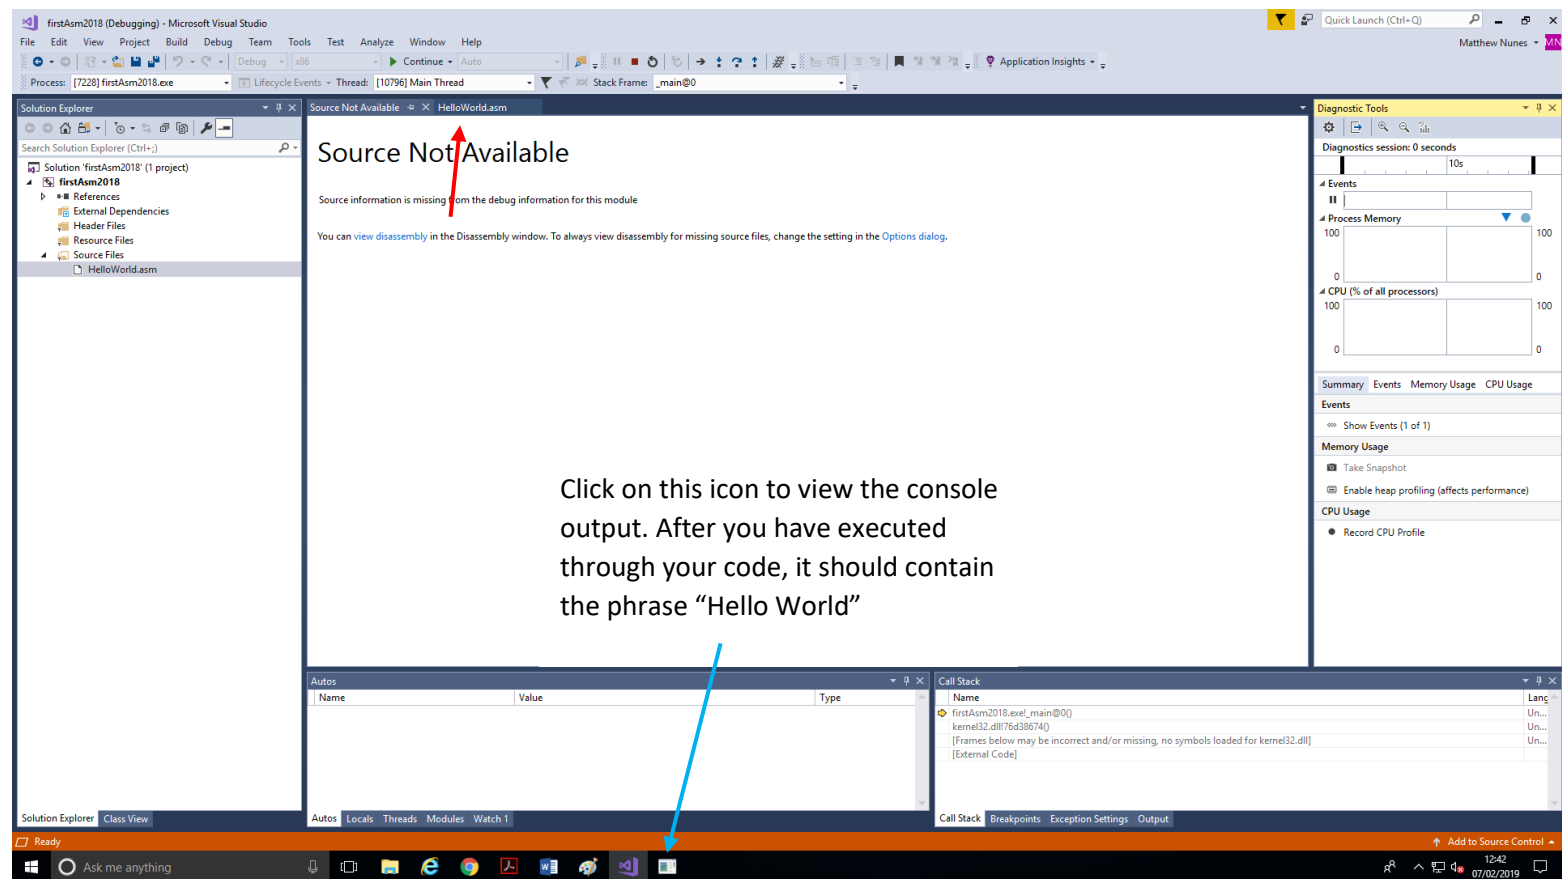 firstAsm2018 (Debugging) - Microsoft Visual Studio
Quick Launch (Ctrl+Q)
File Edit View Project Build Debug Team Tools Test Analyze Window Help
Matthew Nunes MN
Debug x86 Continue Auto Application Insights
Process: [7228] firstAsm2018.exe Lifecycle Events Thread: [10796] Main Thread Stack Frame: _main@0
Solution Explorer
Search Solution Explorer (Ctrl+;)
Solution 'firstAsm2018' (1 project)
firstAsm2018
References
External Dependencies
Header Files
Resource Files
Source Files
HelloWorld.asm
Solution Explorer Class View
Source Not Available HelloWorld.asm
Source Not Available
Source information is missing from the debug information for this module
You can view disassembly in the Disassembly window. To always view disassembly for missing source files, change the setting in the Options dialog.
Click on this icon to view the console
output. After you have executed
through your code, it should contain
the phrase “Hello World”
Diagnostic Tools
Diagnostics session: 0 seconds
10s
Events
Process Memory
100 100
0 0
CPU (% of all processors)
100 100
0 0
Summary Events Memory Usage CPU Usage
Events
Show Events (1 of 1)
Memory Usage
Take Snapshot
Enable heap profiling (affects performance)
CPU Usage
Record CPU Profile
Autos
Name Value Type
Autos Locals Threads Modules Watch 1
Call Stack
Name Lang
firstAsm2018.exe!_main@0() Un...
kernel32.dll!76d38674() Un...
[Frames below may be incorrect and/or missing, no symbols loaded for kernel32.dll] Un...
[External Code]
Call Stack Breakpoints Exception Settings Output
Ready
Add to Source Control
Ask me anything
12:42
07/02/2019